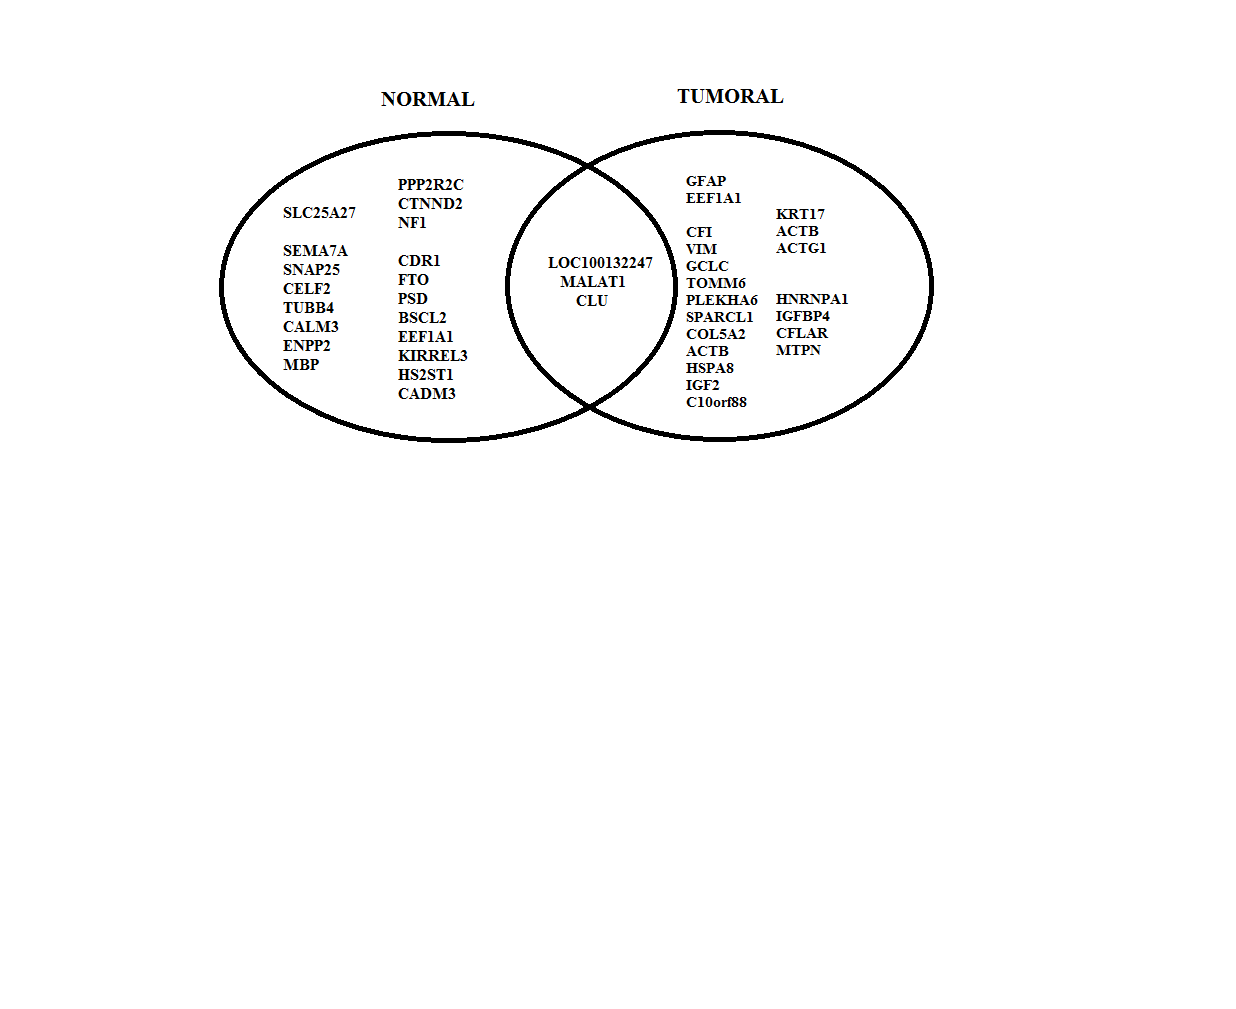 NORMAL
TUMORAL
SLC25A27
SEMA7A
SNAP25
CELF2
TUBB4
CALM3
ENPP2
MBP
PPP2R2C
CTNND2
NF1
CDR1
FTO
PSD
BSCL2
EEF1A1
KIRREL3
HS2ST1
CADM3
LOC100132247
MALAT1
CLU
GFAP
EEF1A1
CFI
VIM
GCLC
TOMM6
PLEKHA6
SPARCL1
COL5A2
ACTB
HSPA8
IGF2
C10orf88
KRT17
ACTB
ACTG1
HNRNPA1
IGFBP4
CFLAR
MTPN